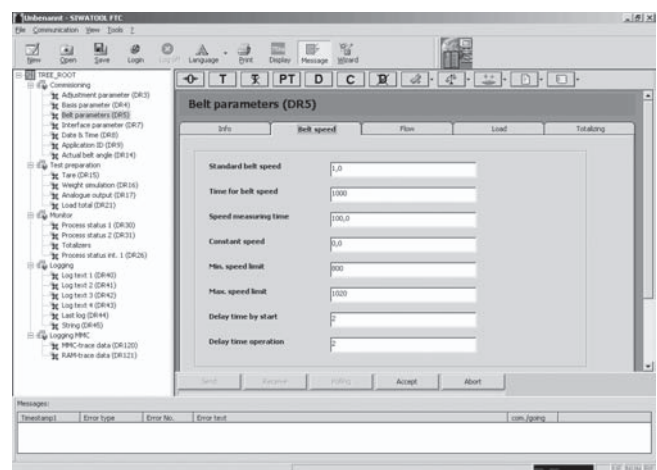 Unbenannt - SIWATOOL FTC
File Communication View Tools ?
New Open Save Login Log off Language Print Display Message Wizard
TREE_ROOT
Commisioning
Adjustment parameter (DR3)
Basis parameter (DR4)
Belt parameters (DR5)
Interface parameter (DR7)
Date & Time (DR8)
Application ID (DR9)
Actual belt angle (DR14)
Test preparation
Tare (DR15)
Weight simulation (DR16)
Analogue output (DR17)
Load total (DR21)
Monitor
Process status 1 (DR30)
Process status 2 (DR31)
Totalizers
Process status int. 1 (DR26)
Logging
Log text 1 (DR40)
Log text 2 (DR41)
Log text 3 (DR42)
Log text 4 (DR43)
Last log (DR44)
String (DR45)
Logging MMC
MMC-trace data (DR120)
RAM-trace data (DR121)
0 T PT D C
Belt parameters (DR5)
Info Belt speed Flow Load Totalizing
Standard belt speed 1,0
Time for belt speed 1000
Speed measuring time 100,0
Constant speed 0,0
Min. speed limit 800
Max. speed limit 1020
Delay time by start 2
Delay time operation 2
Send Receive Polling Accept Abort
Messages:
Timestamp1 Error type Error No. Error text com./going